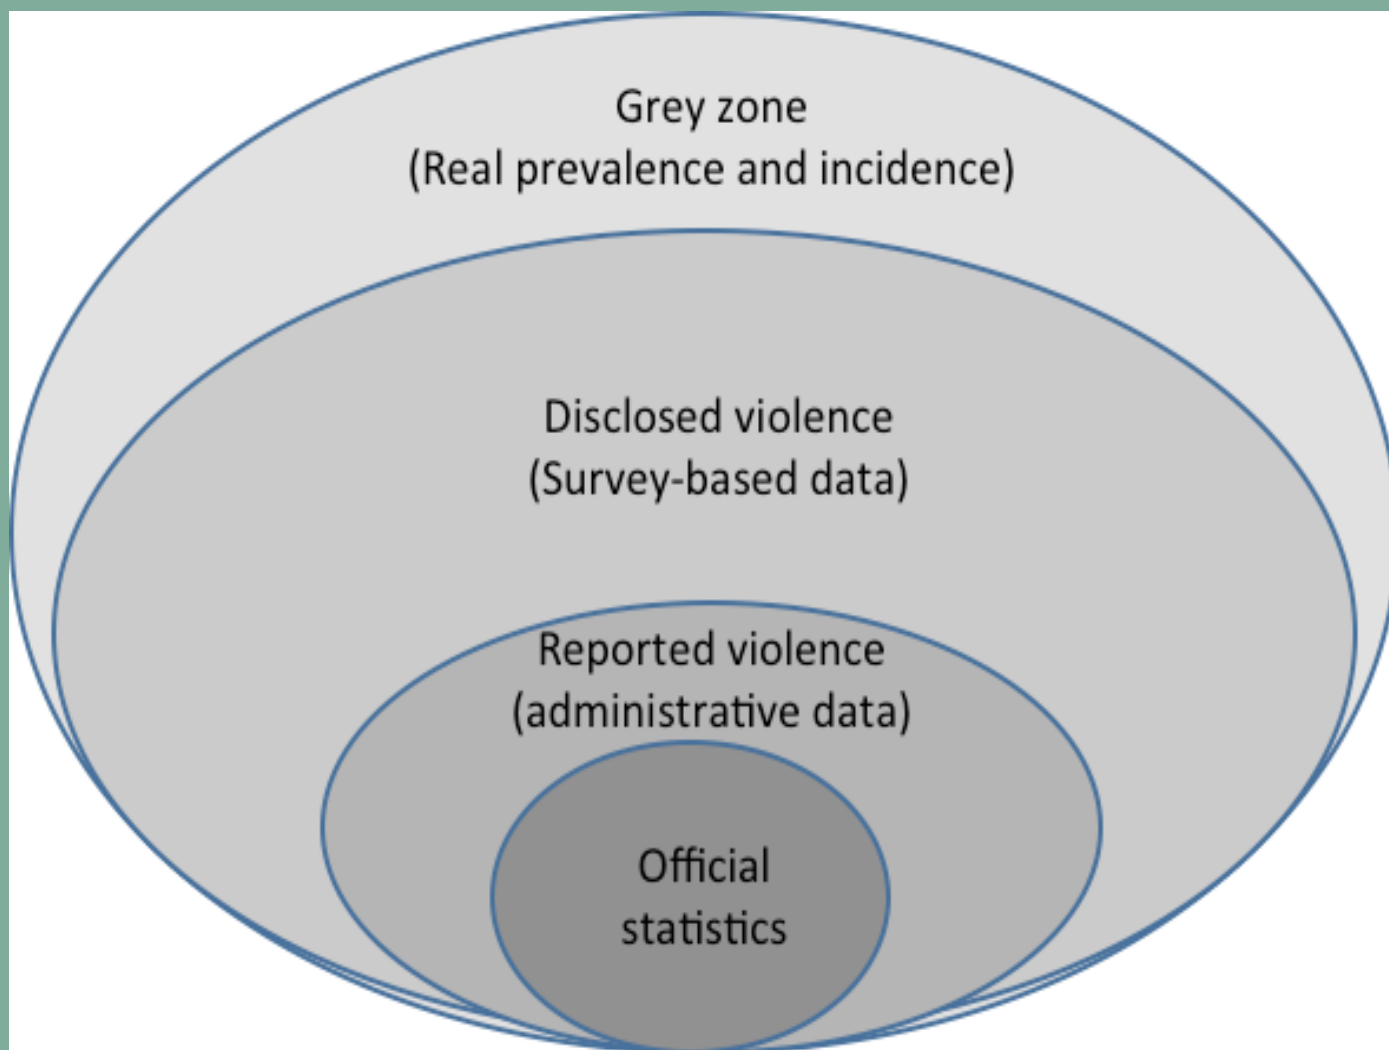 Grey zone
(Real prevalence and incidence)
Disclosed violence
(Survey-based data)
Reported violence
(administrative data)
Official
statistics